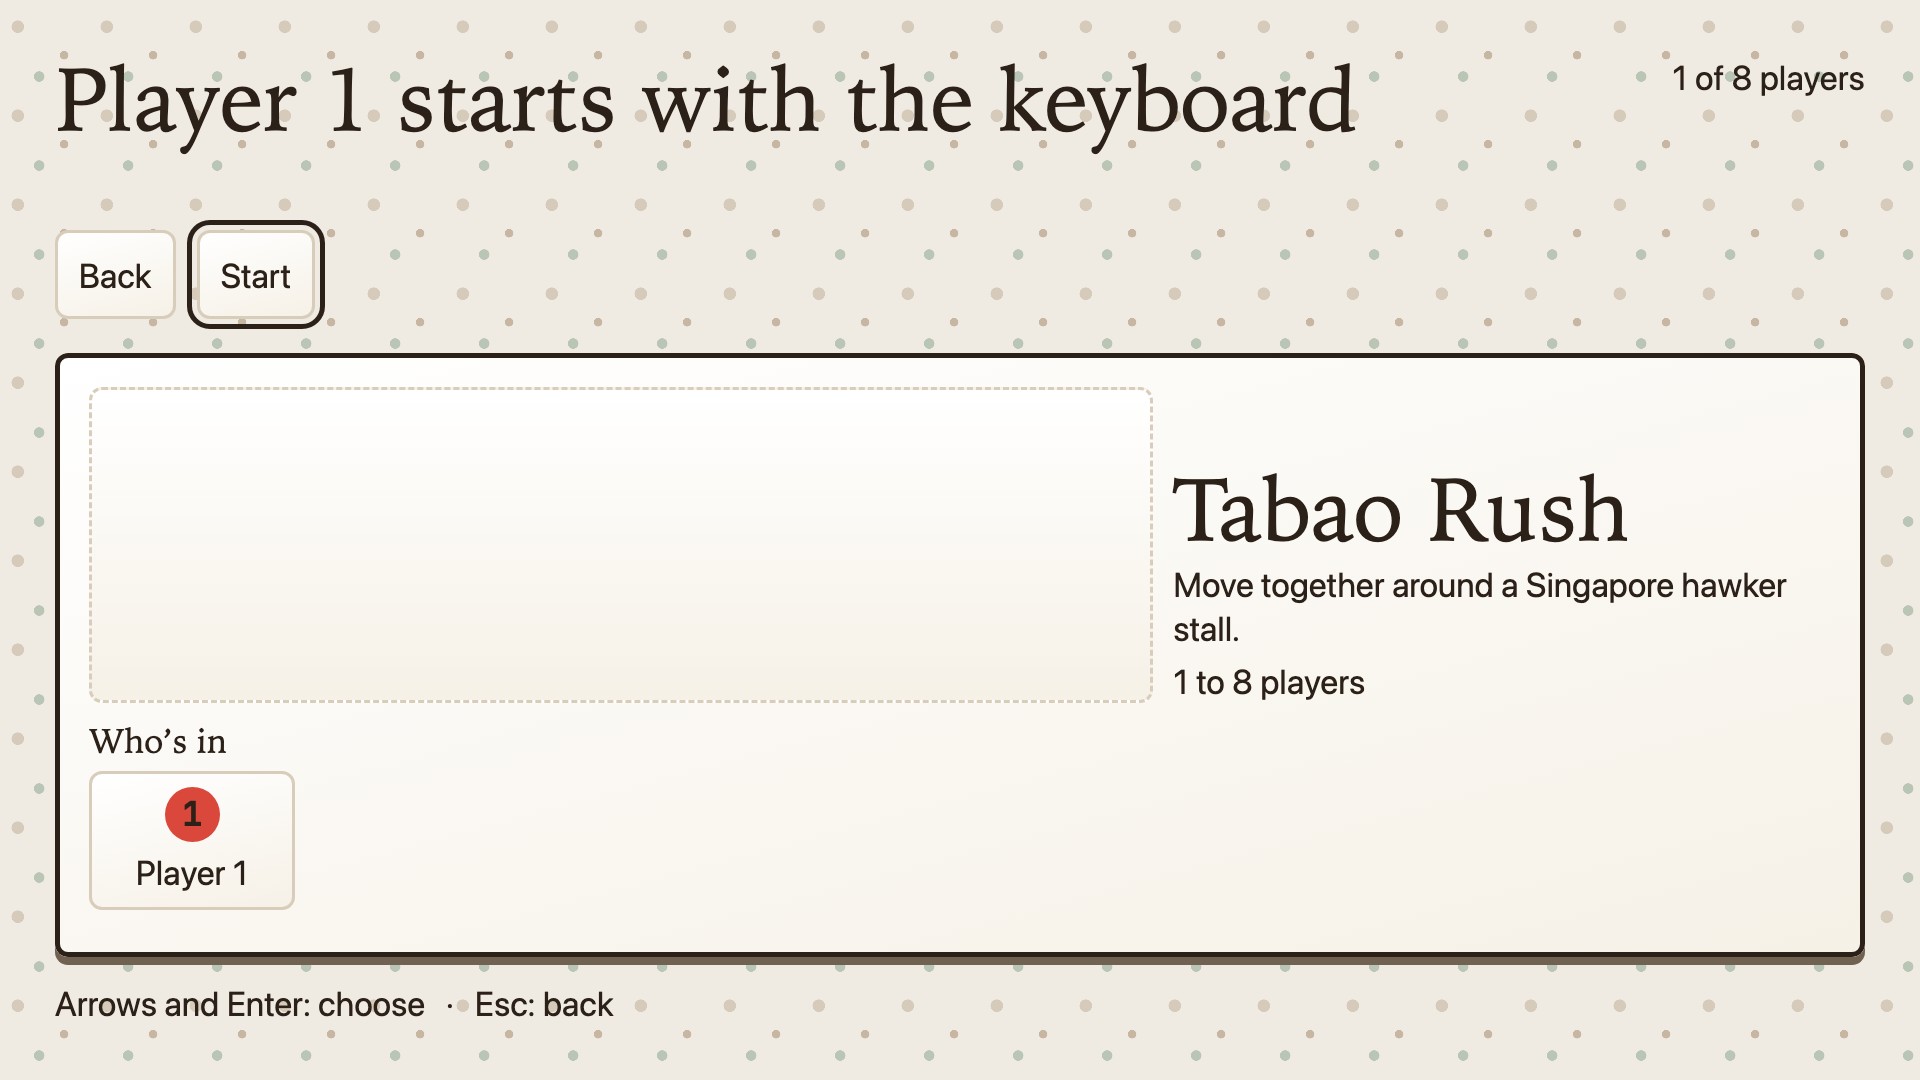 Player 1 starts with the keyboard
1 of 8 players
Back
Start
Tabao Rush
Move together around a Singapore hawker
stall.
1 to 8 players
Who’s in
1
Player 1
Arrows and Enter: choose · Esc: back